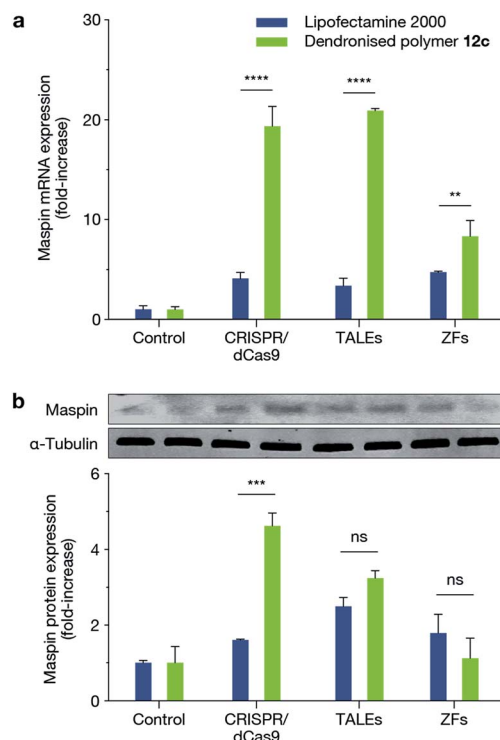 a
Lipofectamine 2000
Dendronised polymer 12c
Maspin mRNA expression
(fold-increase)
30
20
10
0
****
****
**
Control
CRISPR/
dCas9
TALEs
ZFs
b
Maspin
α-Tubulin
Maspin protein expression
(fold-increase)
6
4
2
0
***
ns
ns
Control
CRISPR/
dCas9
TALEs
ZFs